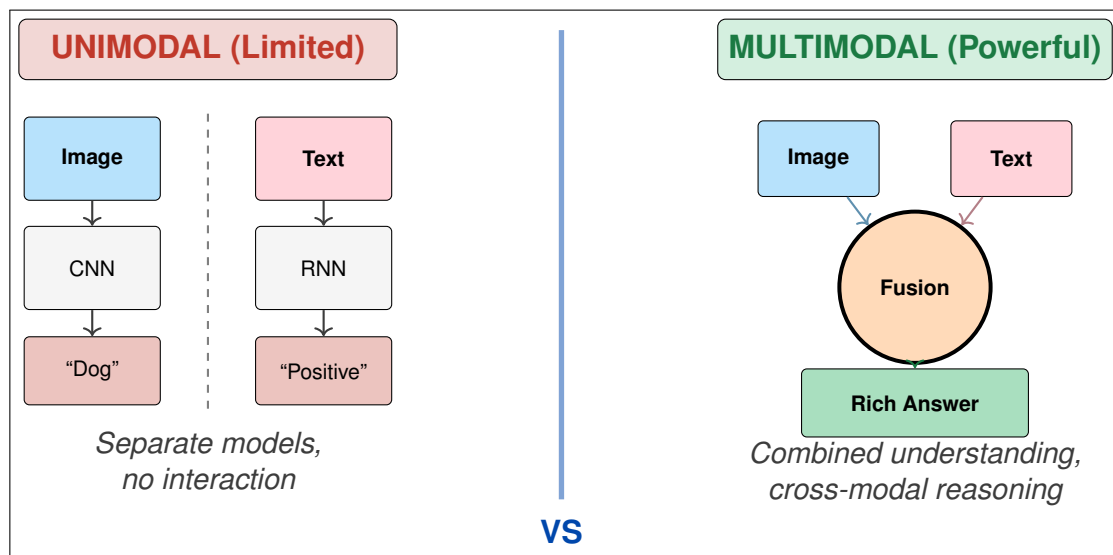 UNIMODAL (Limited)
Image
Text
CNN
RNN
“Dog”
“Positive”
Separate models,
no interaction
VS
MULTIMODAL (Powerful)
Image
Text
Fusion
Rich Answer
Combined understanding,
cross-modal reasoning